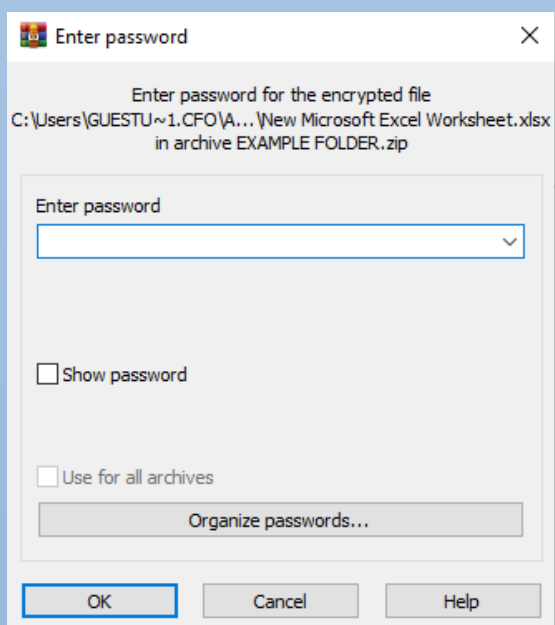 Enter password
Enter password for the encrypted file
C:\Users\GUESTU~1.CFO\A...\New Microsoft Excel Worksheet.xlsx
in archive EXAMPLE FOLDER.zip
Enter password
Show password
Use for all archives
Organize passwords...
OK
Cancel
Help